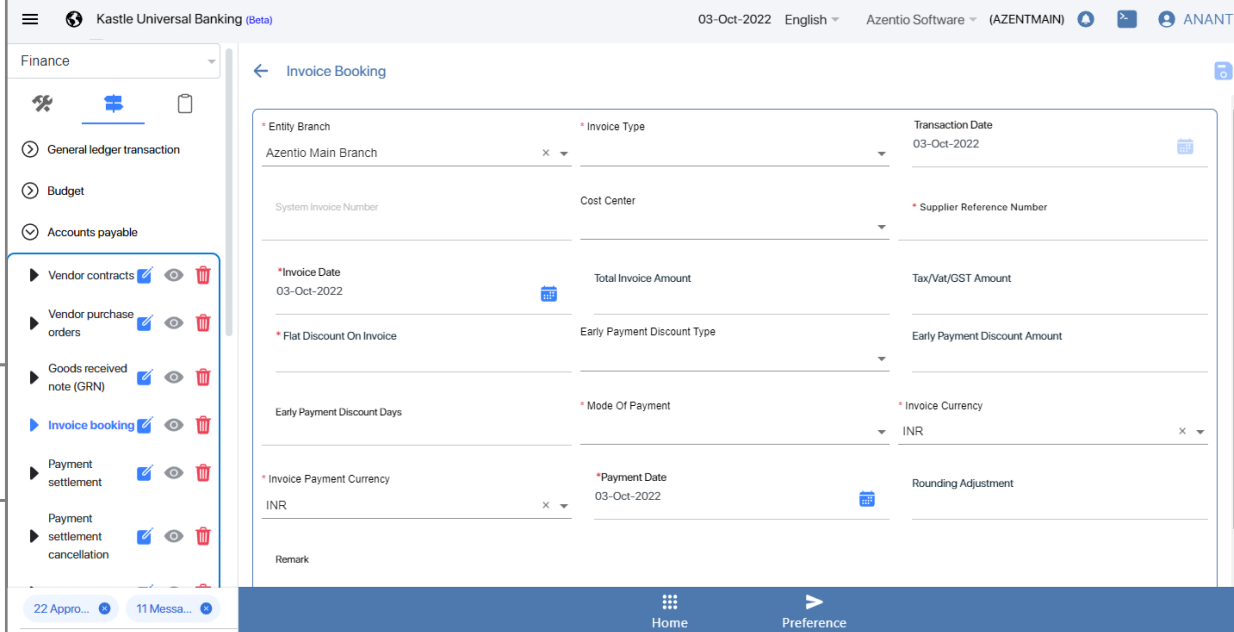 Kastle Universal Banking (Beta)
03-Oct-2022 English Azentio Software (AZENTMAIN) ANANT
Finance
Invoice Booking
General ledger transaction
Budget
Accounts payable
Vendor contracts
Vendor purchase
orders
Goods received
note (GRN)
Invoice booking
Payment
settlement
Payment
settlement
cancellation
22 Appro...
11 Messa...
* Entity Branch
Azentio Main Branch
* Invoice Type
Transaction Date
03-Oct-2022
System Invoice Number
Cost Center
* Supplier Reference Number
*Invoice Date
03-Oct-2022
Total Invoice Amount
Tax/Vat/GST Amount
* Flat Discount On Invoice
Early Payment Discount Type
Early Payment Discount Amount
Early Payment Discount Days
* Mode Of Payment
* Invoice Currency
INR
* Invoice Payment Currency
INR
*Payment Date
03-Oct-2022
Rounding Adjustment
Remark
Home
Preference